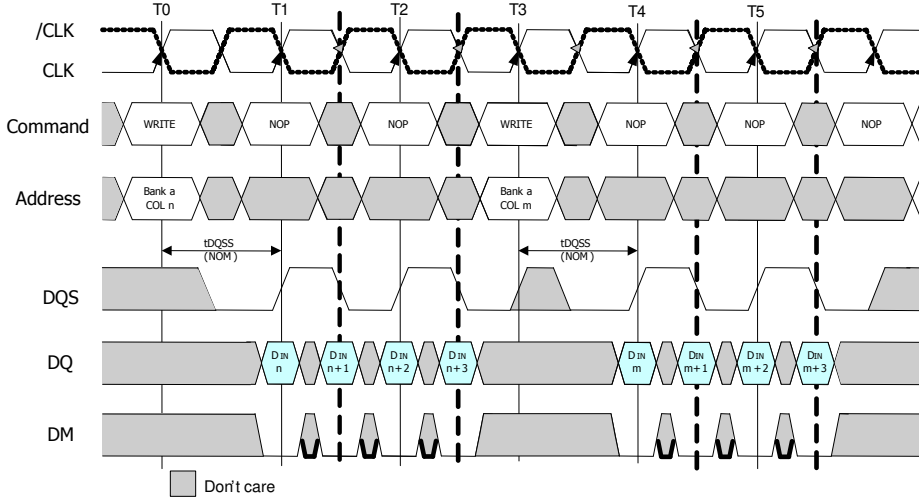 T0 T1 T2 T3 T4 T5
/CLK
CLK
Command WRITE NOP NOP WRITE NOP NOP NOP
Address Bank a COL n Bank a COL m
tDQSS (NOM) tDQSS (NOM)
DQS
DQ DIN n DIN n+1 DIN n+2 DIN n+3 DIN m DIN m+1 DIN m+2 DIN m+3
DM
Don't care